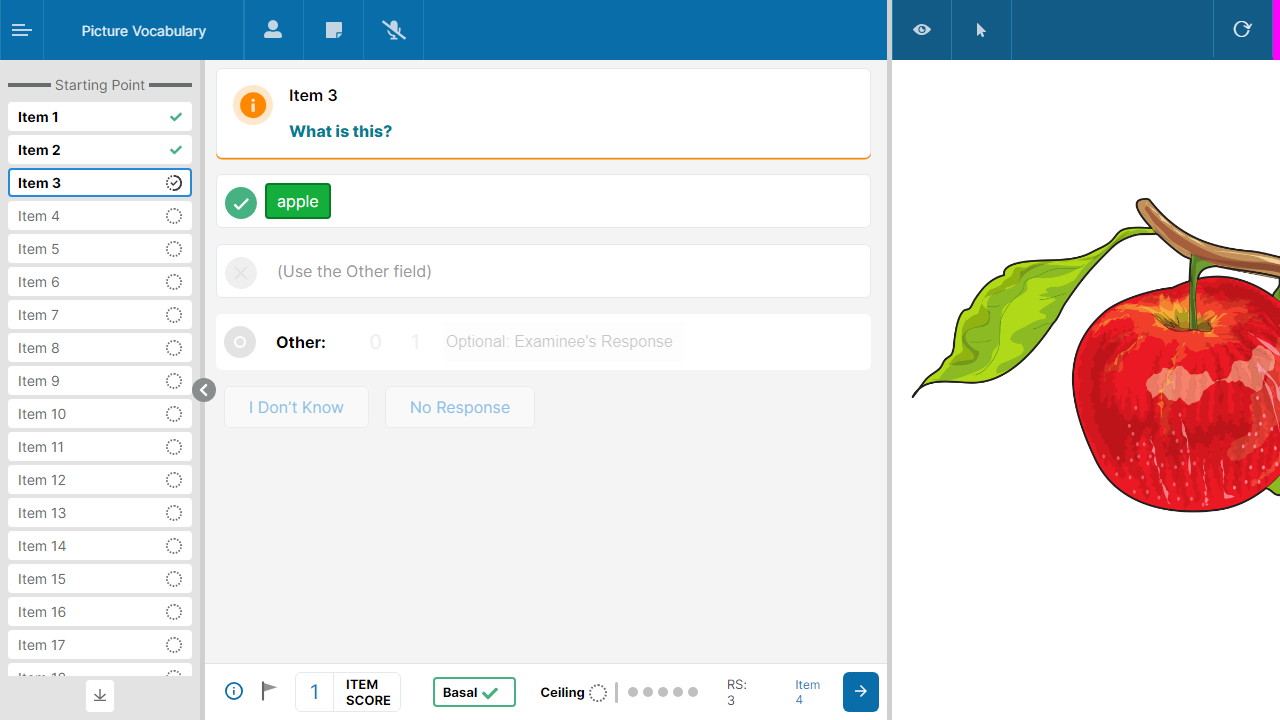 Picture Vocabulary
Starting Point
Item 1
Item 2
Item 3
Item 4
Item 5
Item 6
Item 7
Item 8
Item 9
Item 10
Item 11
Item 12
Item 13
Item 14
Item 15
Item 16
Item 17
Item 18
Item 3
What is this?
apple
(Use the Other field)
Other: 0 1 Optional: Examinee's Response
I Don't Know No Response
1 ITEM SCORE
Basal
Ceiling
RS: 3
Item 4